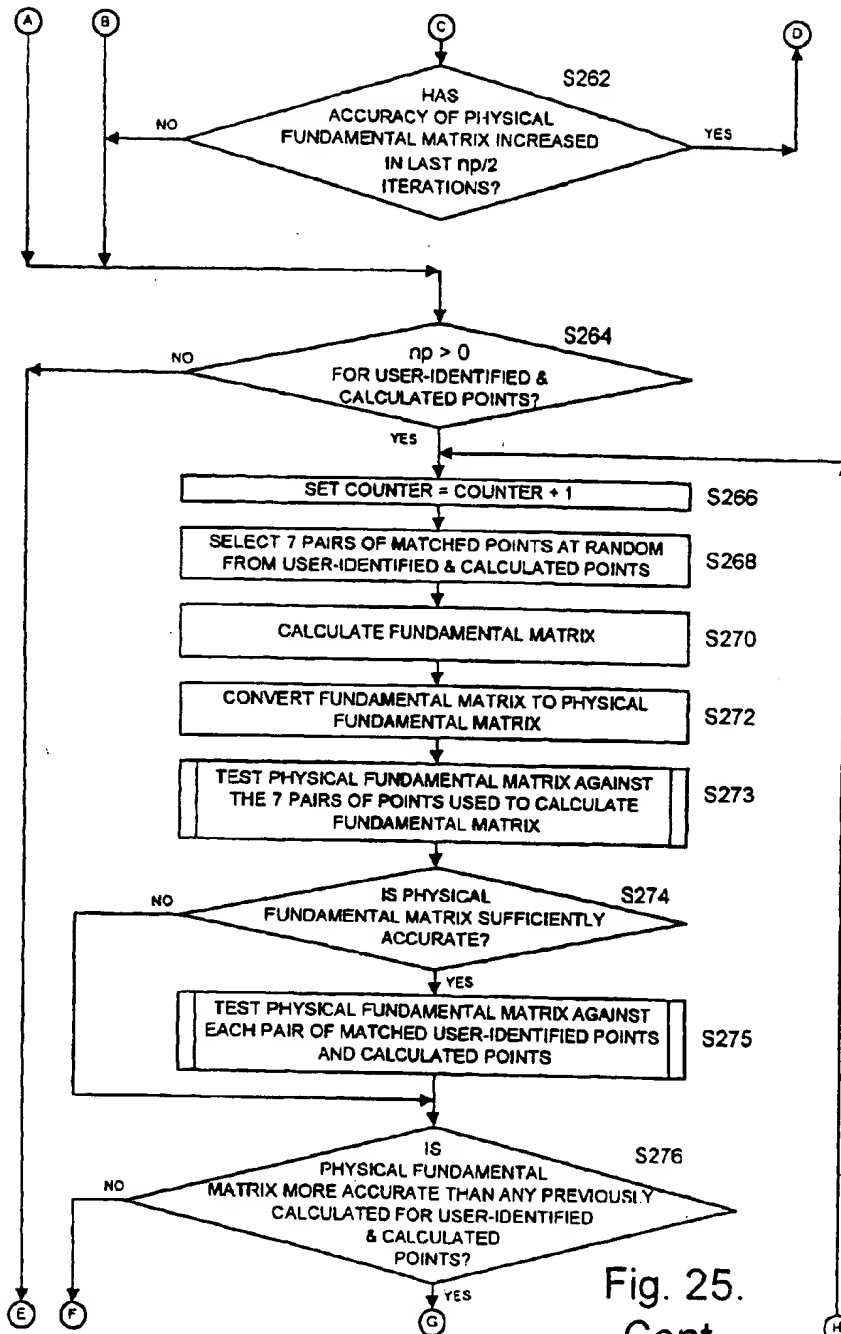 A
B
C
D
S262
HAS
ACCURACY OF PHYSICAL
FUNDAMENTAL MATRIX INCREASED
IN LAST np/2
ITERATIONS?
NO
YES
S264
np > 0
FOR USER-IDENTIFIED &
CALCULATED POINTS?
NO
YES
SET COUNTER = COUNTER + 1
S266
SELECT 7 PAIRS OF MATCHED POINTS AT RANDOM
FROM USER-IDENTIFIED & CALCULATED POINTS
S268
CALCULATE FUNDAMENTAL MATRIX
S270
CONVERT FUNDAMENTAL MATRIX TO PHYSICAL
FUNDAMENTAL MATRIX
S272
TEST PHYSICAL FUNDAMENTAL MATRIX AGAINST
THE 7 PAIRS OF POINTS USED TO CALCULATE
FUNDAMENTAL MATRIX
S273
IS PHYSICAL
FUNDAMENTAL MATRIX SUFFICIENTLY
ACCURATE?
S274
NO
YES
TEST PHYSICAL FUNDAMENTAL MATRIX AGAINST
EACH PAIR OF MATCHED USER-IDENTIFIED POINTS
AND CALCULATED POINTS
S275
S276
IS
PHYSICAL FUNDAMENTAL
MATRIX MORE ACCURATE THAN ANY PREVIOUSLY
CALCULATED FOR USER-IDENTIFIED
& CALCULATED
POINTS?
NO
YES
E
F
G
H
Fig. 25.
Cont